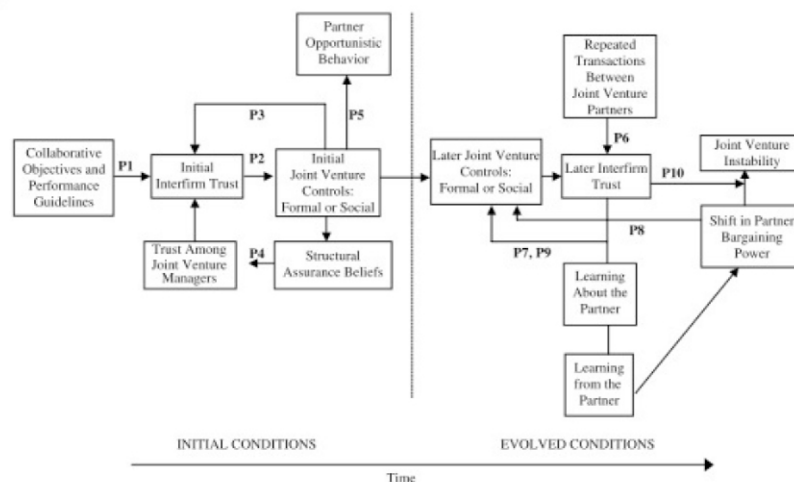 Partner
Opportunistic
Behavior
P3
P5
Collaborative
Objectives and
Performance
Guidelines
P1
Initial
Interfirm Trust
P2
Initial
Joint Venture
Controls:
Formal or Social
Trust Among
Joint Venture
Managers
P4
Structural
Assurance Beliefs
INITIAL CONDITIONS
Repeated
Transactions
Between
Joint Venture
Partners
P6
Later Joint Venture
Controls:
Formal or Social
Later Interfirm
Trust
P10
Joint Venture
Instability
P8
Shift in Partner
Bargaining
Power
P7, P9
Learning
About the
Partner
Learning
from the
Partner
EVOLVED CONDITIONS
Time